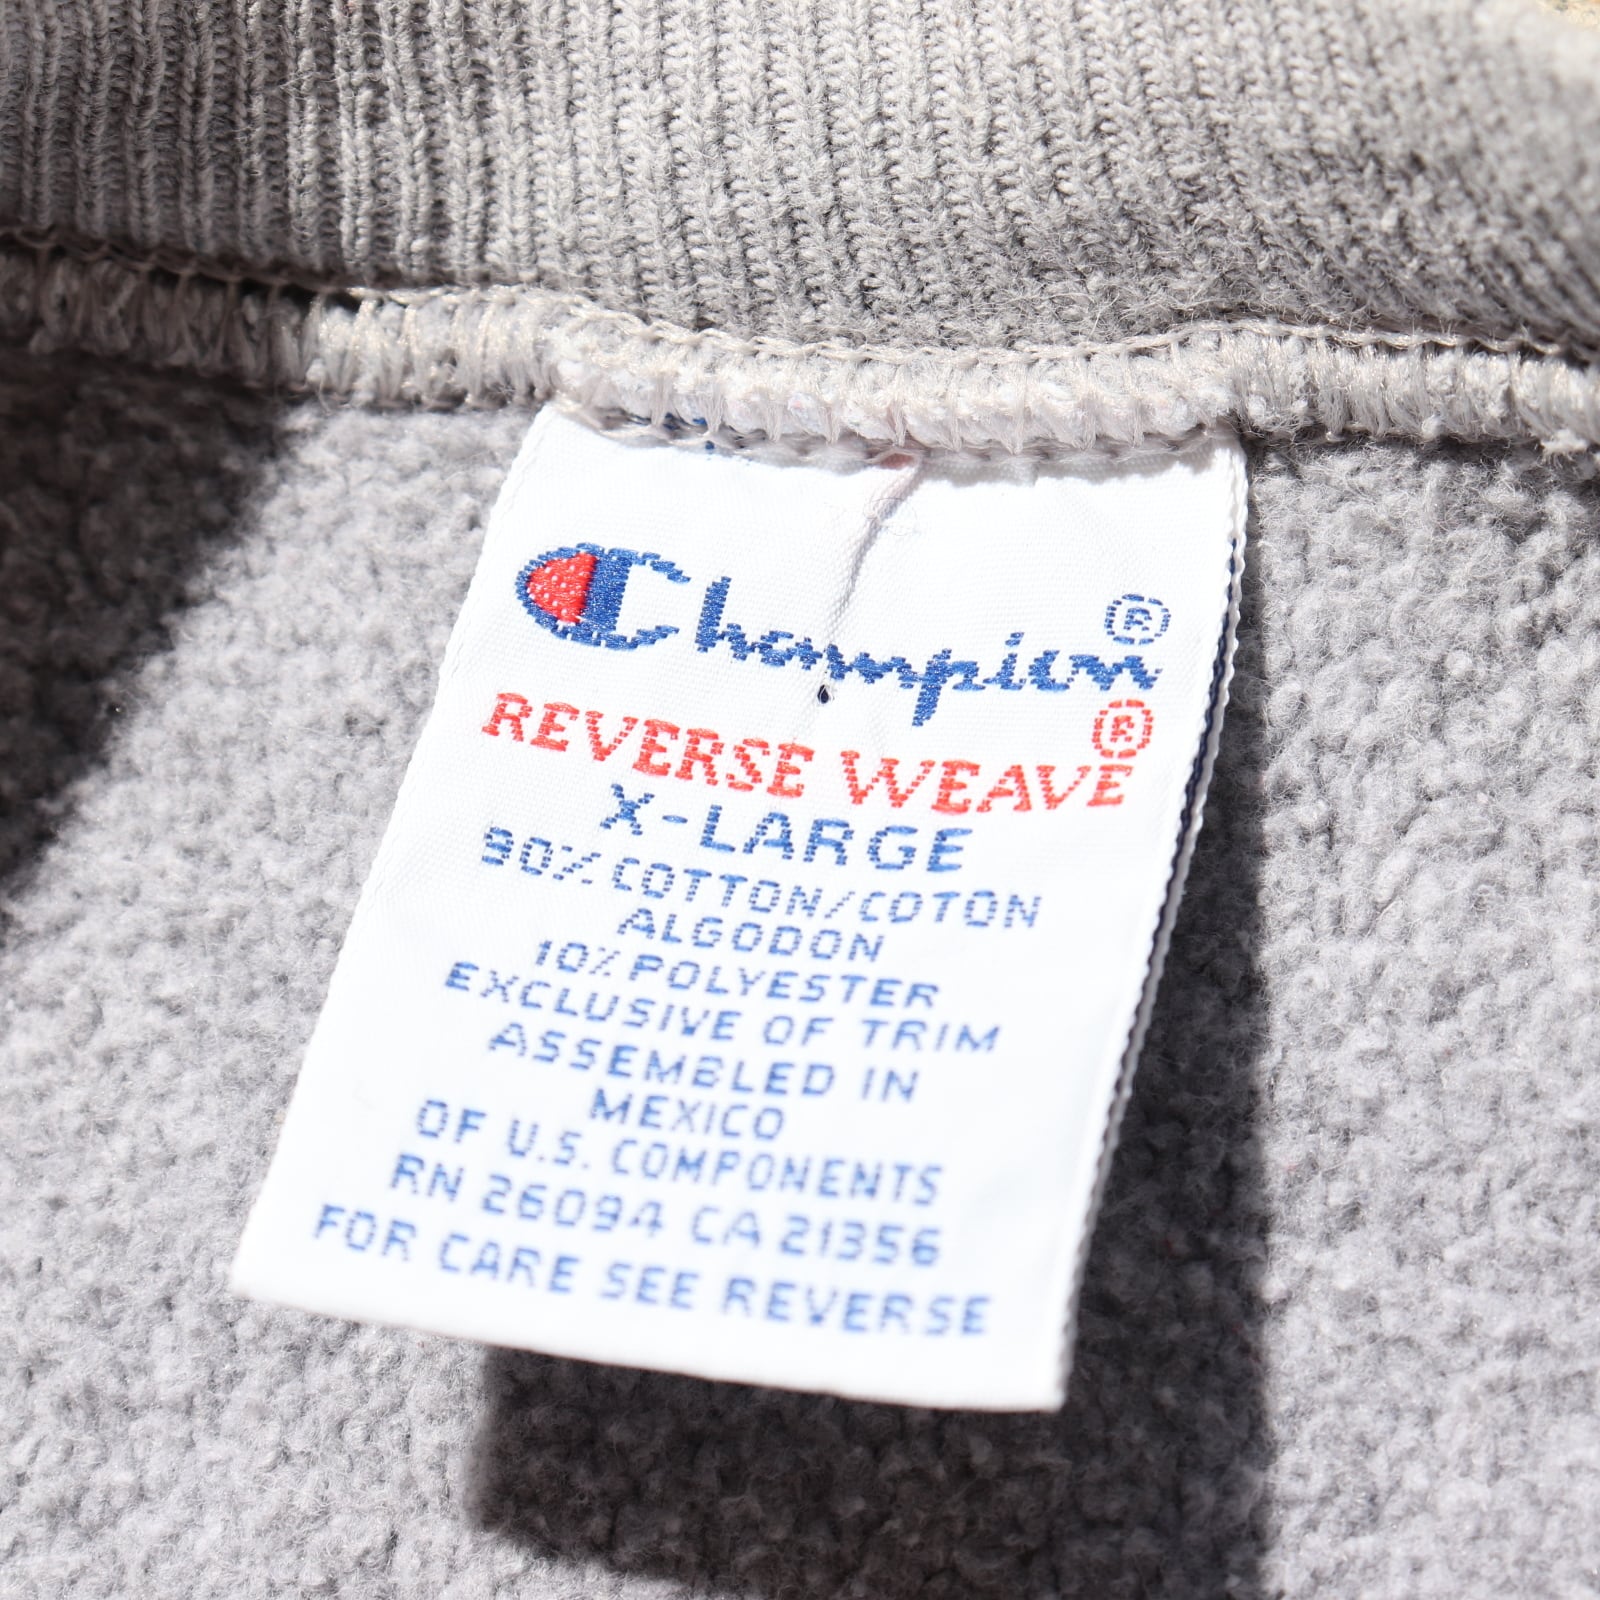 Champion®
REVERSE WEAVE®
X-LARGE
90% COTTON/COTON
ALGODON
10% POLYESTER
EXCLUSIVE OF TRIM
ASSEMBLED IN
MEXICO
OF U.S. COMPONENTS
RN 26094 CA 21356
FOR CARE SEE REVERSE